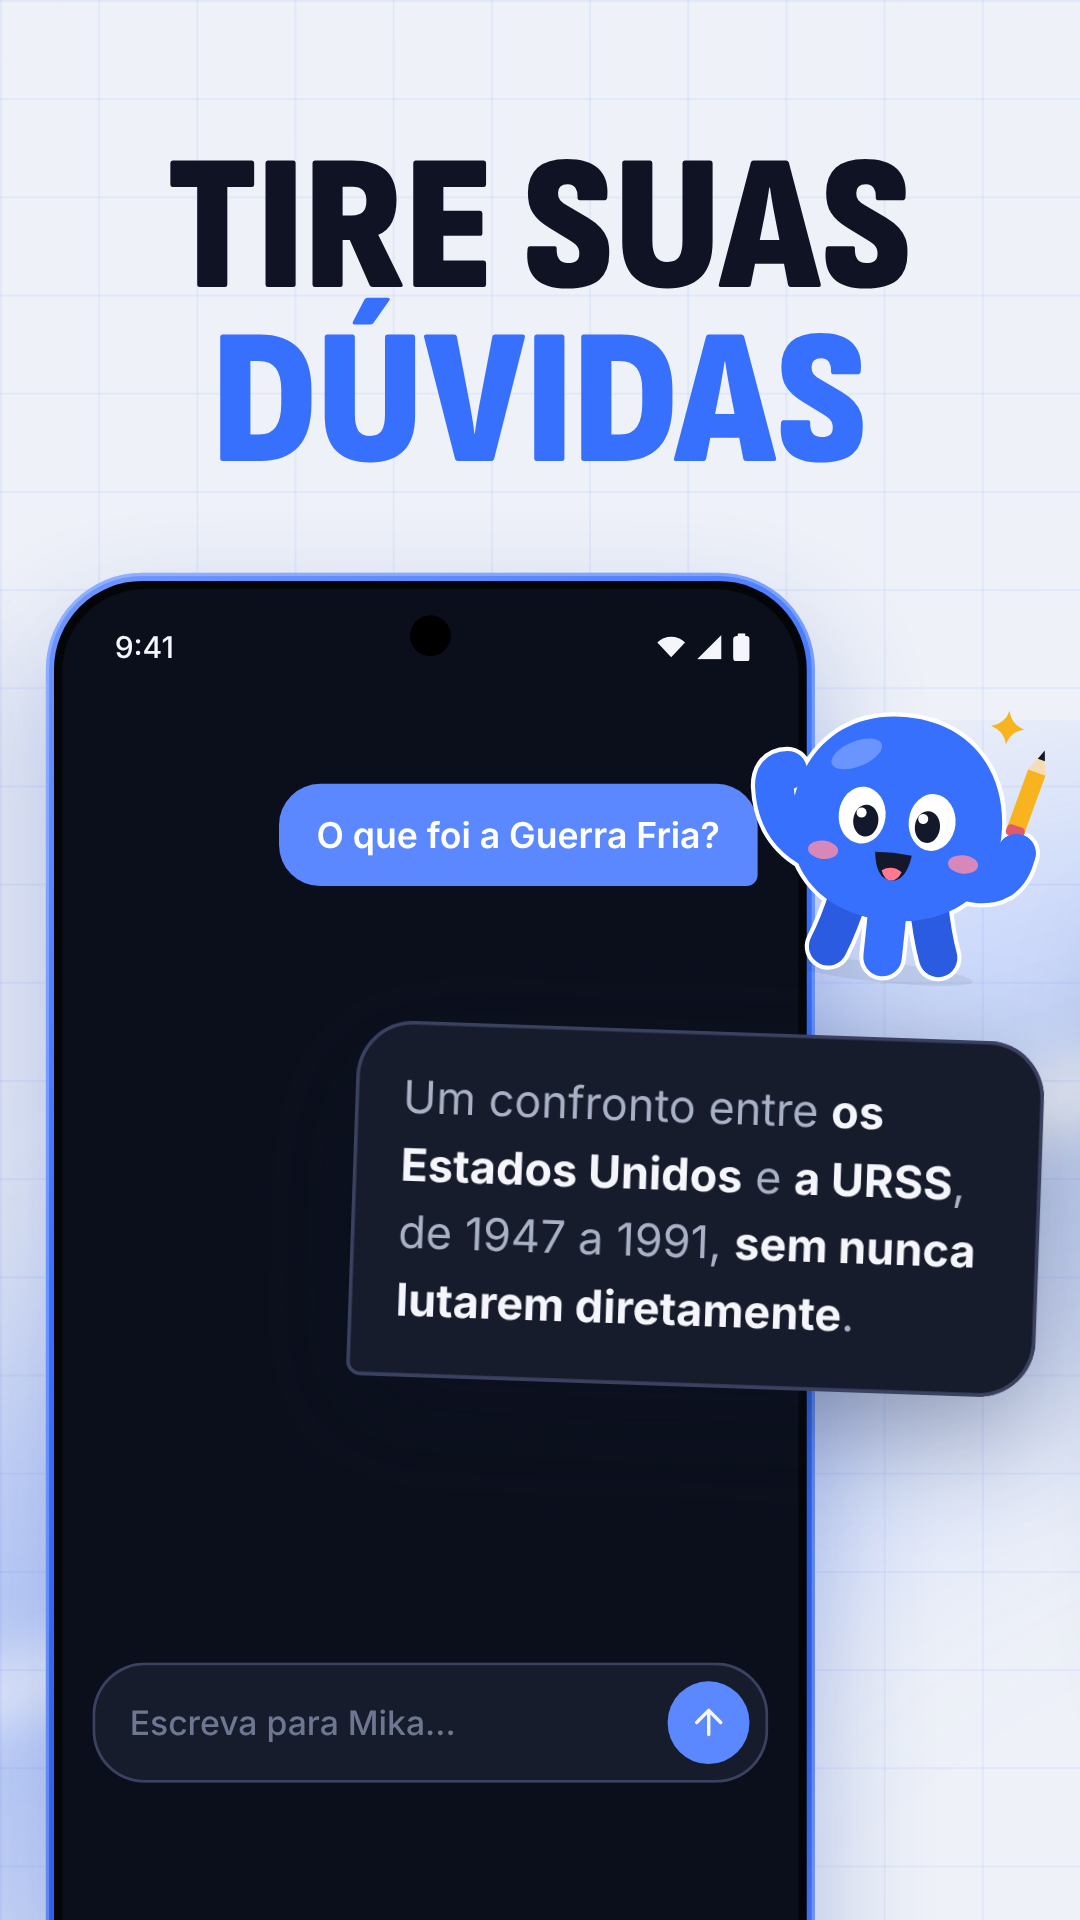 TIRE SUAS
DÚVIDAS
9:41
O que foi a Guerra Fria?
Um confronto entre os
Estados Unidos e a URSS,
de 1947 a 1991, sem nunca
lutarem diretamente.
Escreva para Mika...